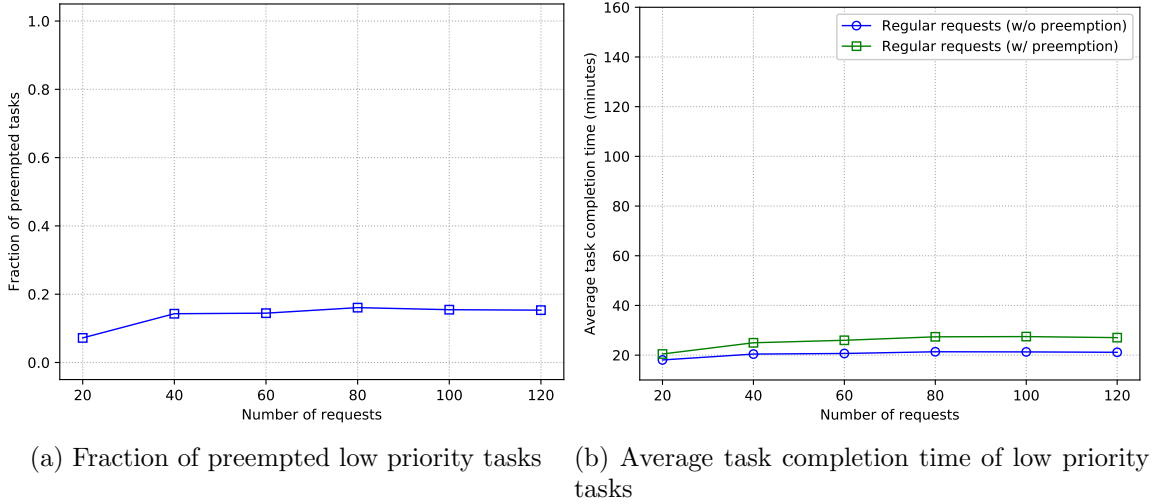 Fraction of preempted tasks
1.0
0.8
0.6
0.4
0.2
0.0
20 40 60 80 100 120
Number of requests
(a) Fraction of preempted low priority tasks
Average task completion time (minutes)
160
140
120
100
80
60
40
20
Regular requests (w/o preemption)
Regular requests (w/ preemption)
20 40 60 80 100 120
Number of requests
(b) Average task completion time of low priority
tasks